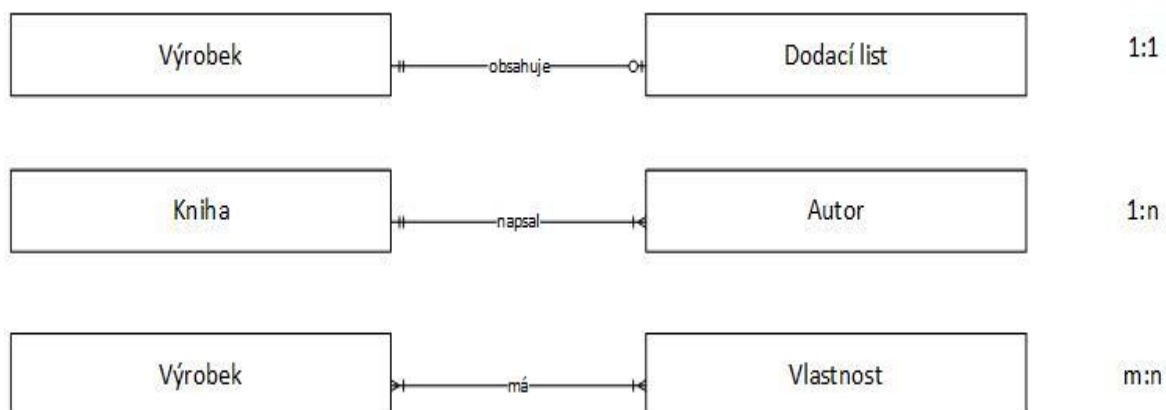 Výrobek obsahuje Dodací list 1:1
Kniha napsal Autor 1:n
Výrobek má Vlastnost m:n